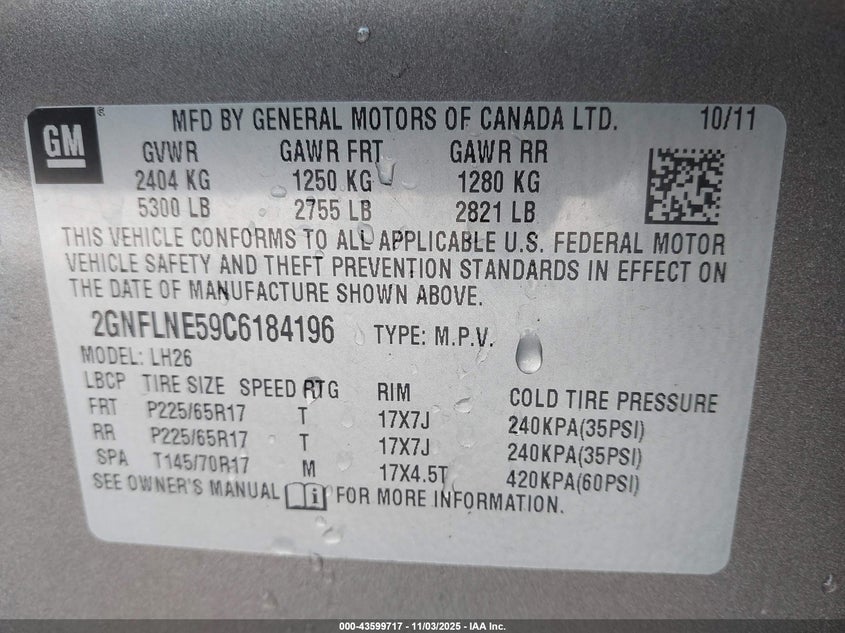 GM
MFD BY GENERAL MOTORS OF CANADA LTD. 10/11
GVWR GAWR FRT GAWR RR
2404 KG 1250 KG 1280 KG
5300 LB 2755 LB 2821 LB
THIS VEHICLE CONFORMS TO ALL APPLICABLE U.S. FEDERAL MOTOR
VEHICLE SAFETY AND THEFT PREVENTION STANDARDS IN EFFECT ON
THE DATE OF MANUFACTURE SHOWN ABOVE.
2GNFLNE59C6184196 TYPE: M.P.V.
MODEL: LH26
LBCP TIRE SIZE SPEED RTG RIM COLD TIRE PRESSURE
FRT P225/65R17 T 17X7J 240KPA(35PSI)
RR P225/65R17 T 17X7J 240KPA(35PSI)
SPA T145/70R17 M 17X4.5T 420KPA(60PSI)
SEE OWNER'S MANUAL FOR MORE INFORMATION.
000-43599717 - 11/03/2025 - IAA Inc.